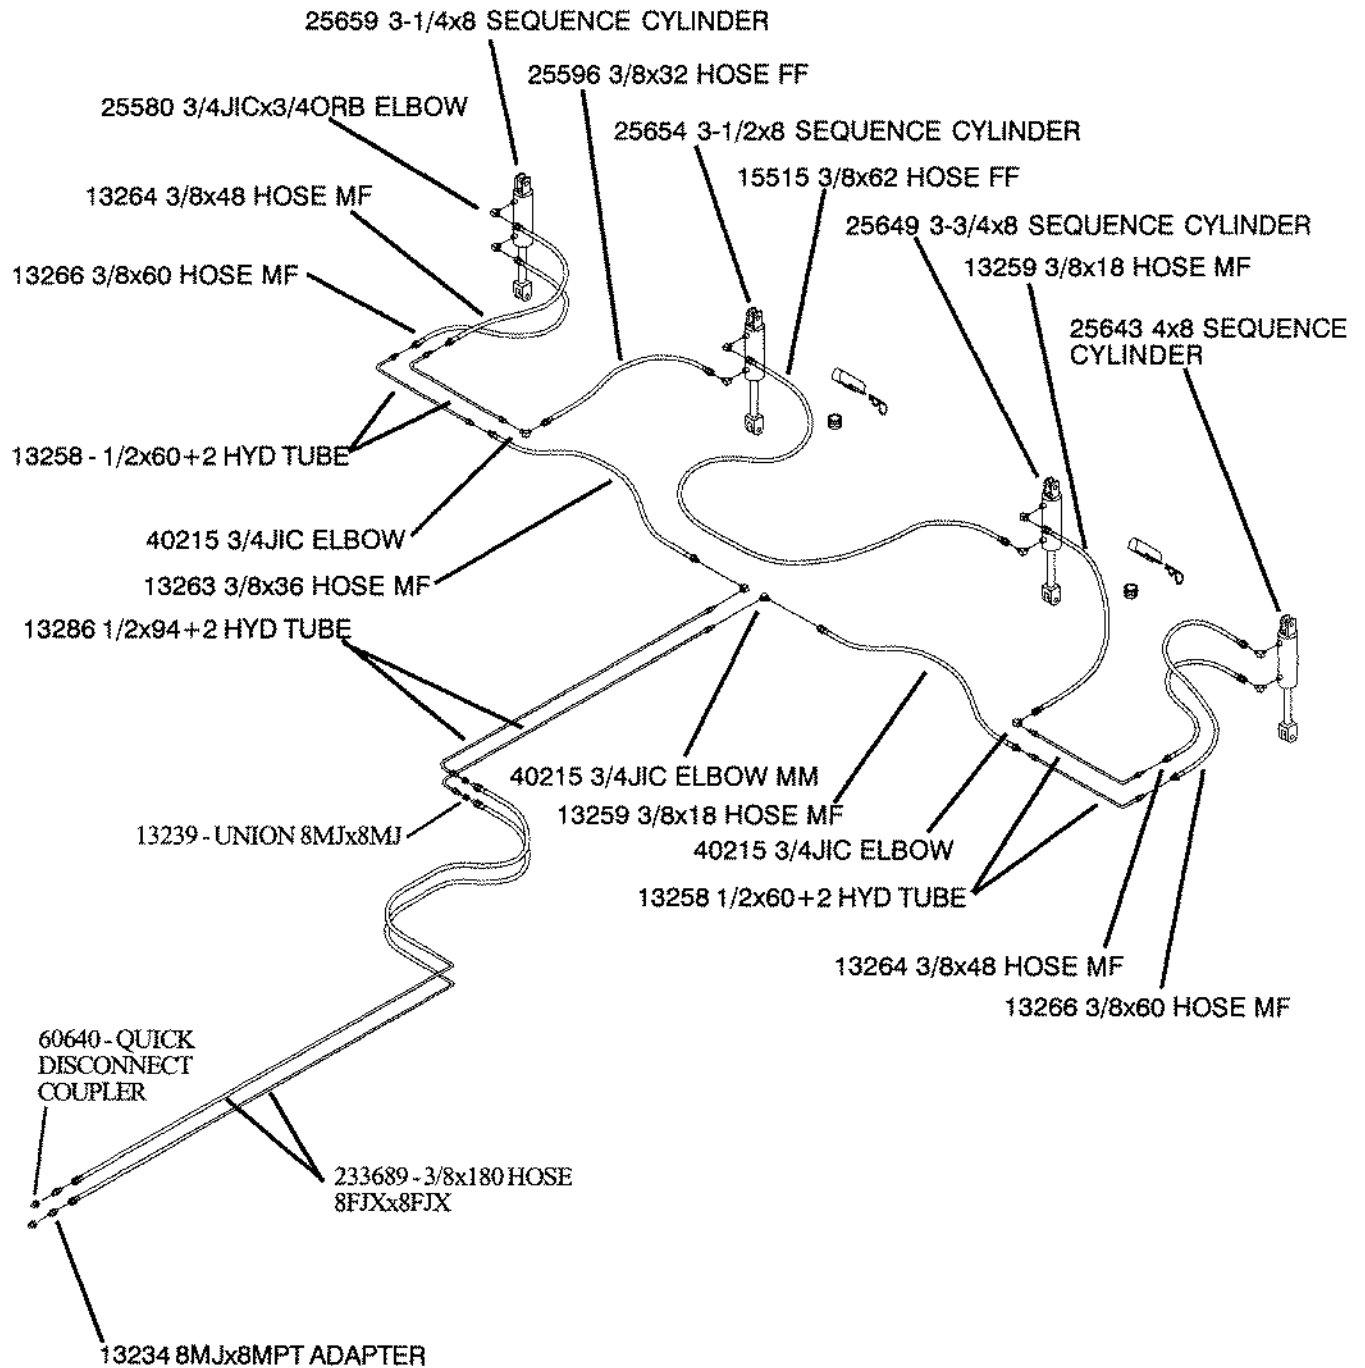 25659 3-1/4x8 SEQUENCE CYLINDER
25596 3/8x32 HOSE FF
25580 3/4JICx3/4ORB ELBOW
25654 3-1/2x8 SEQUENCE CYLINDER
15515 3/8x62 HOSE FF
13264 3/8x48 HOSE MF
25649 3-3/4x8 SEQUENCE CYLINDER
13266 3/8x60 HOSE MF
13259 3/8x18 HOSE MF
25643 4x8 SEQUENCE
CYLINDER
13258 - 1/2x60+2 HYD TUBE
40215 3/4JIC ELBOW
13263 3/8x36 HOSE MF
13286 1/2x94+2 HYD TUBE
40215 3/4JIC ELBOW MM
13259 3/8x18 HOSE MF
13239 - UNION 8MJx8MJ
40215 3/4JIC ELBOW
13258 1/2x60+2 HYD TUBE
13264 3/8x48 HOSE MF
13266 3/8x60 HOSE MF
60640 - QUICK
DISCONNECT
COUPLER
233689 - 3/8x180 HOSE
8FJXx8FJX
13234 8MJx8MPT ADAPTER